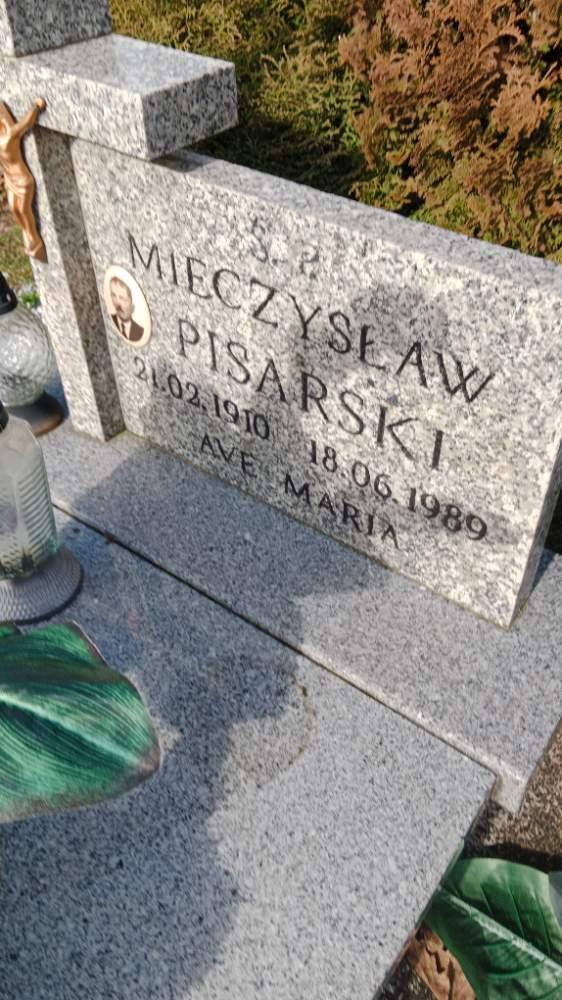 Ś. P.
MIECZYSŁAW
PISARSKI
21.02.1910 18.06.1989
AVE MARIA